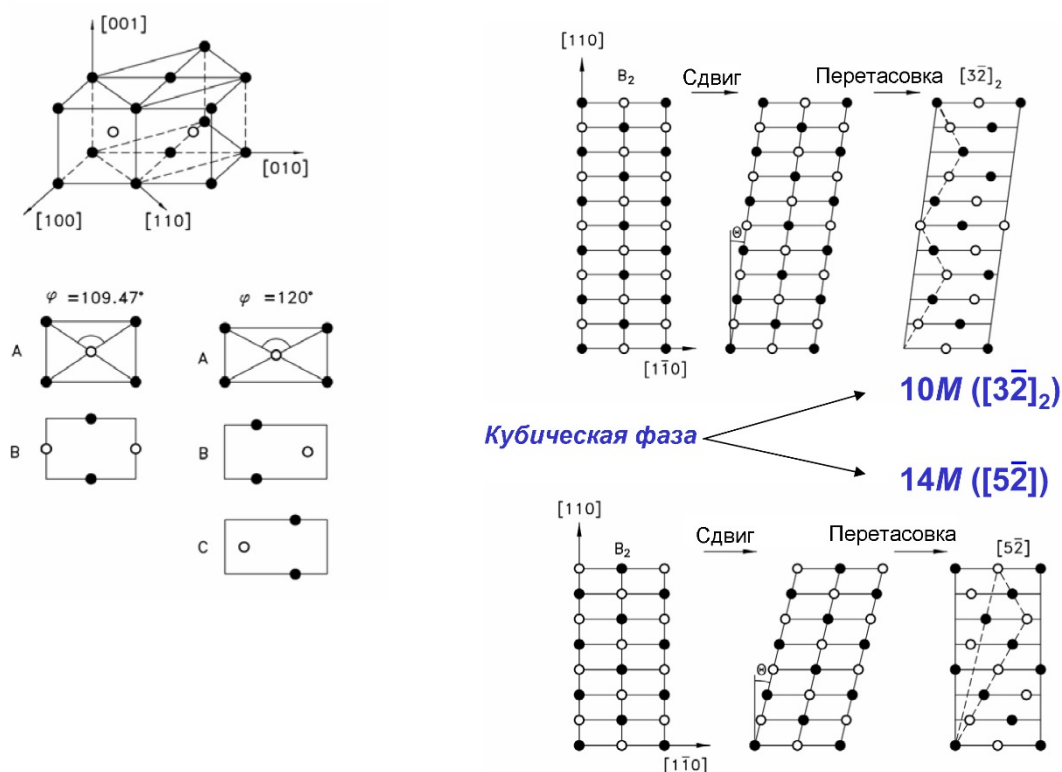 [001]
[010]
[100]
[110]
φ =109.47°
φ =120°
A
A
B
B
C
[110]
B₂
Сдвиг
Перетасовка
[32̅]₂
Θ
[11̅0]
10M ([32̅]₂)
Кубическая фаза
14M ([52̅])
[110]
B₂
Сдвиг
Перетасовка
[52̅]
Θ
[11̅0]